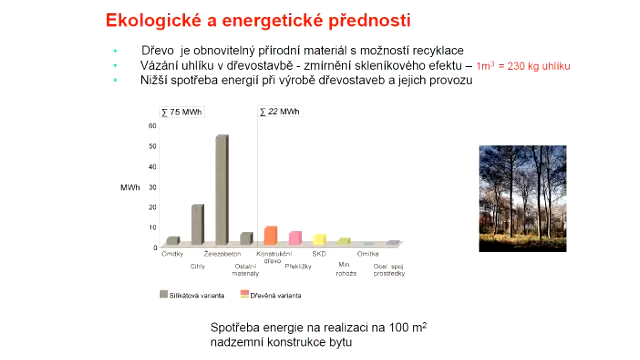 Ekologické a energetické přednosti
• Dřevo je obnovitelný přírodní materiál s možností recyklace
• Vázání uhlíku v dřevostavbě - zmírnění skleníkového efektu – 1m³ = 230 kg uhlíku
• Nižší spotřeba energií při výrobě dřevostaveb a jejich provozu
∑ 75 MWh
∑ 22 MWh
60
50
40
MWh
30
20
10
0
Omítky
Železobeton
Konstrukční dřevo
SKD
Omítka
Cihly
Ostatní materiály
Překližky
Min. rohože
Ocel. spoj. prostředky
Silikátová varianta
Dřevěná varianta
Spotřeba energie na realizaci na 100 m²
nadzemní konstrukce bytu